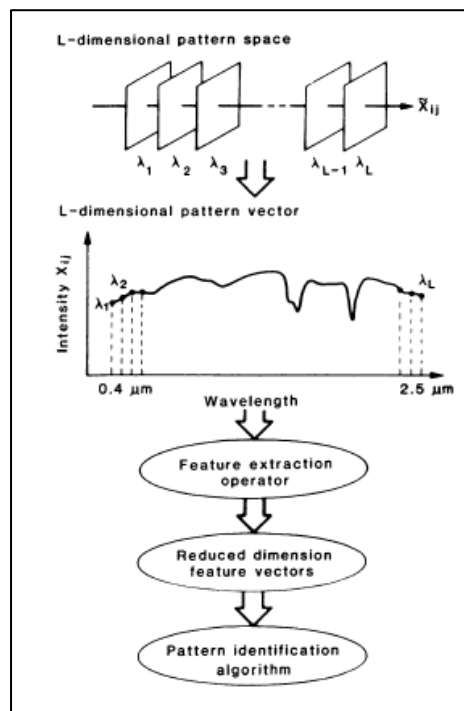 L-dimensional pattern space
X̃ij
λ1 λ2 λ3 λL-1 λL
L-dimensional pattern vector
Intensity Xij
λ1
λ2
λL
0.4 μm
Wavelength
2.5 μm
Feature extraction
operator
Reduced dimension
feature vectors
Pattern identification
algorithm